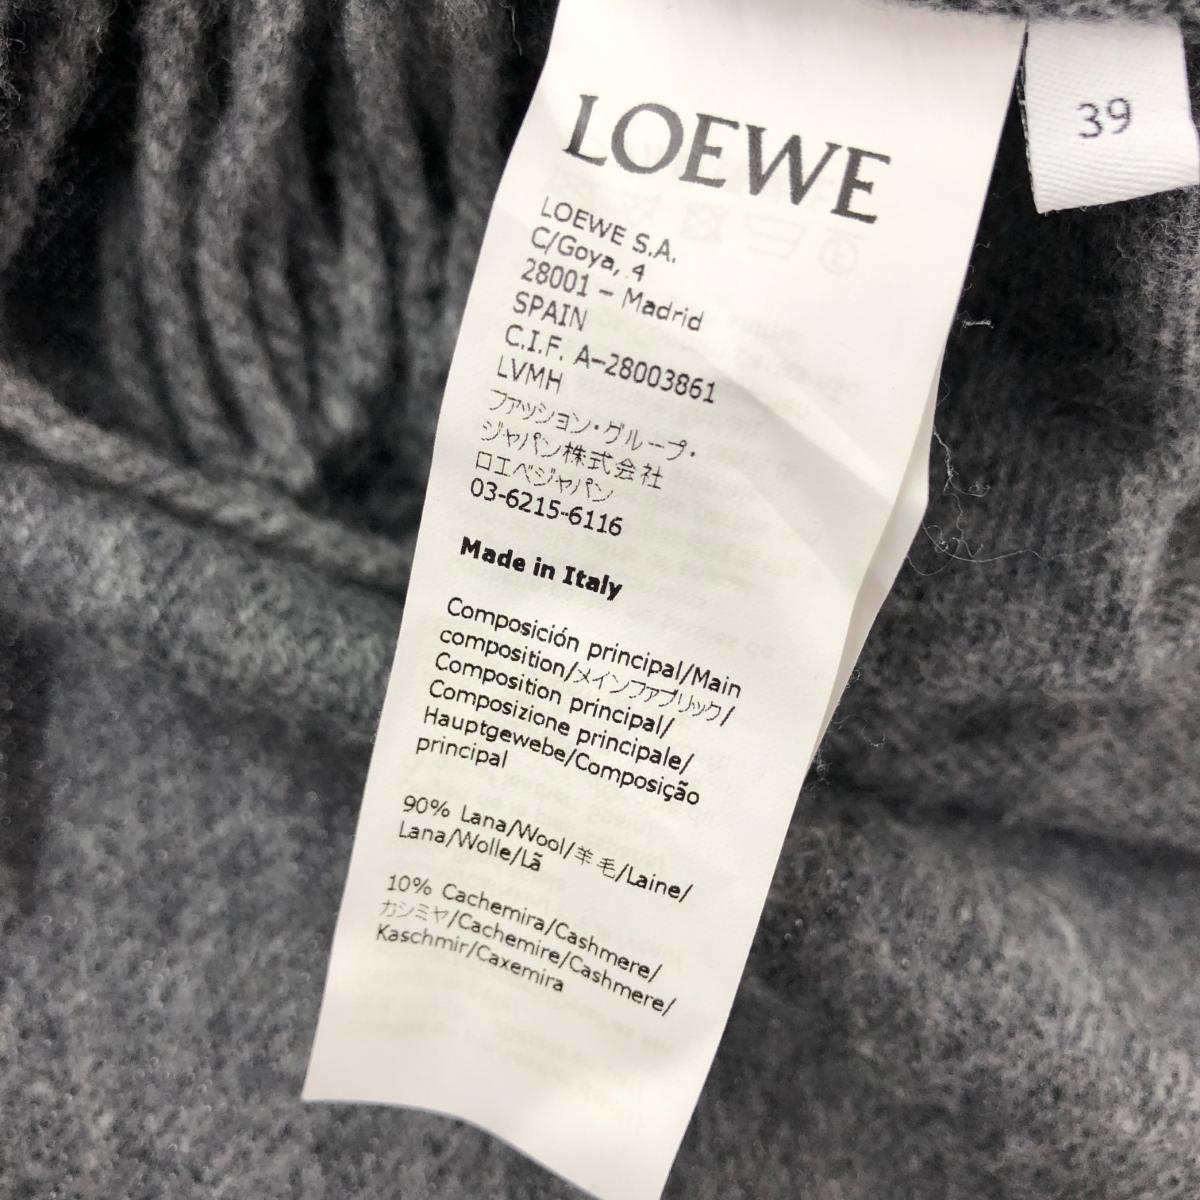 LOEWE
39
LOEWE S.A.
C/Goya, 4
28001 – Madrid
SPAIN
C.I.F. A-28003861
LVMH
ファッション・グループ・
ジャパン株式会社
ロエベジャパン
03-6215-6116
Made in Italy
Composición principal/Main
composition/メインファブリック/
Composition principal/
Composizione principale/
Hauptgewebe/Composição
principal
90% Lana/Wool/羊毛/Laine/
Lana/Wolle/Lã
10% Cachemira/Cashmere/
カシミヤ/Cachemire/Cashmere/
Kaschmir/Caxemira